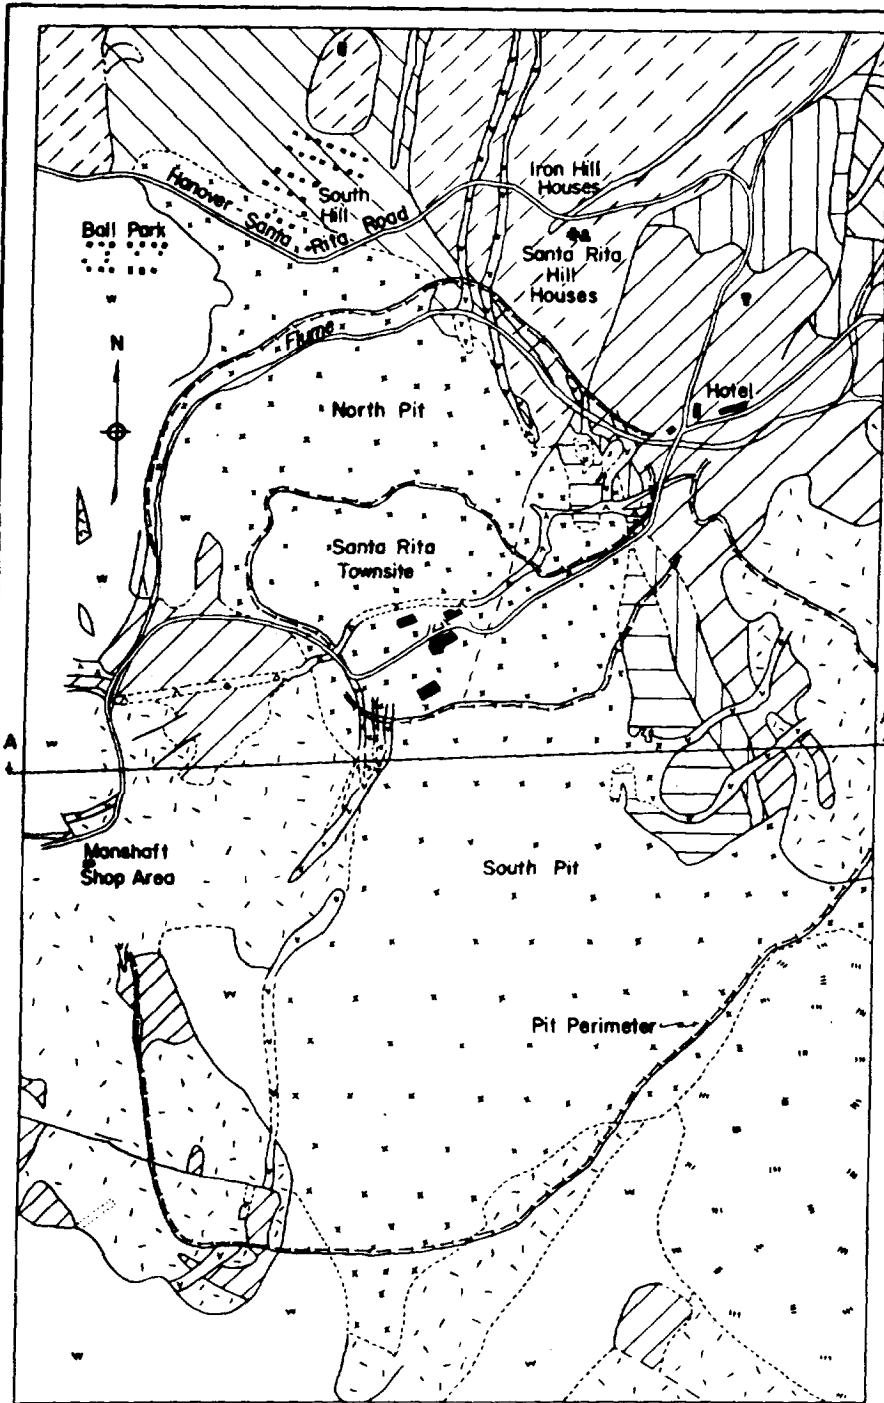 Iron Hill
Houses
Hanover Santa Rita Road
South
Hill
Ball Park
Santa Rita
Hill
Houses
N
Flume
Hotel
North Pit
Santa Rita
Townsite
A
Manshaft
Shop Area
South Pit
Pit Perimeter